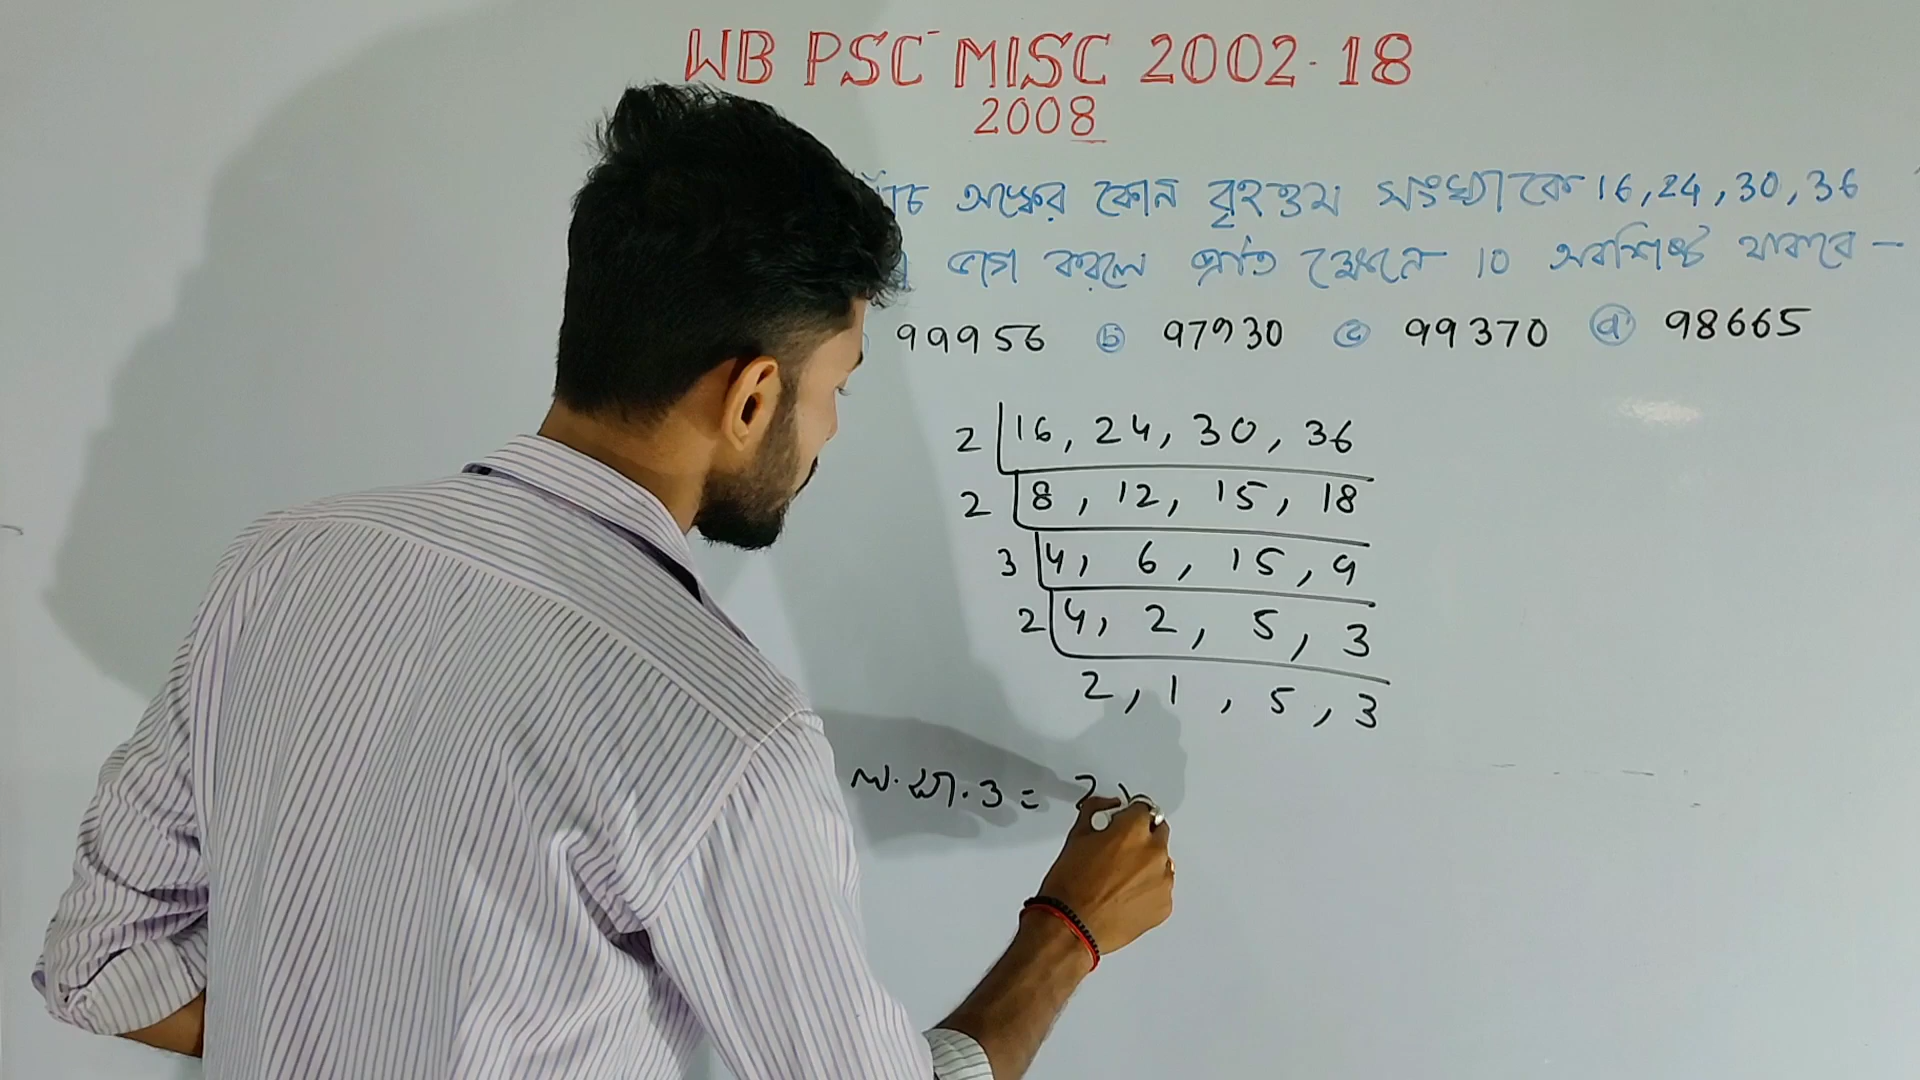 WB PSC MISC 2002-18
2008
অঙ্কের কোন বৃহত্তম সংখ্যাকে 16,24,30,36
ভাগ করলে প্রতি ক্ষেত্রে 10 অবশিষ্ট থাকবে -
99956 (b) 97930 (c) 99370 (d) 98665
2 16, 24, 30, 36
2 8, 12, 15, 18
3 4, 6, 15, 9
2 4, 2, 5, 3
2, 1, 5, 3
ল.সা.গু = 2